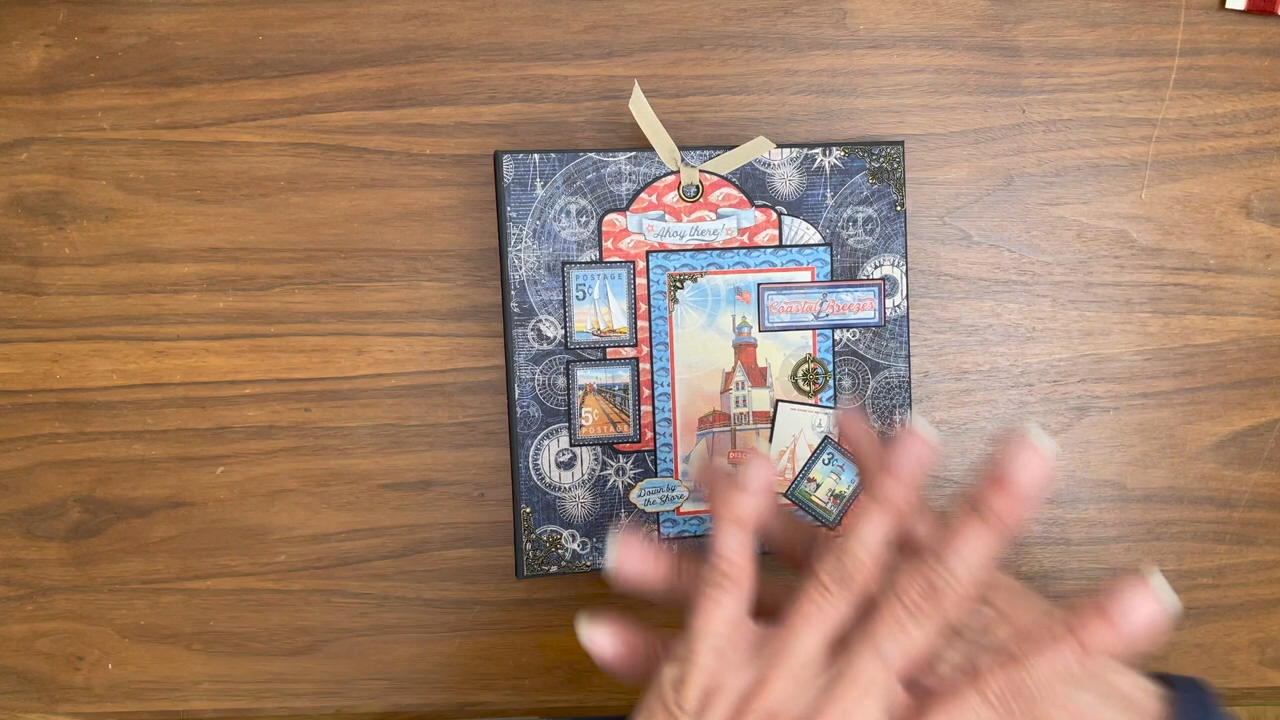 Ahoy there!
POSTAGE
5¢
Coastal Breezes
5¢
POSTAGE
3¢
Down by
the Shore